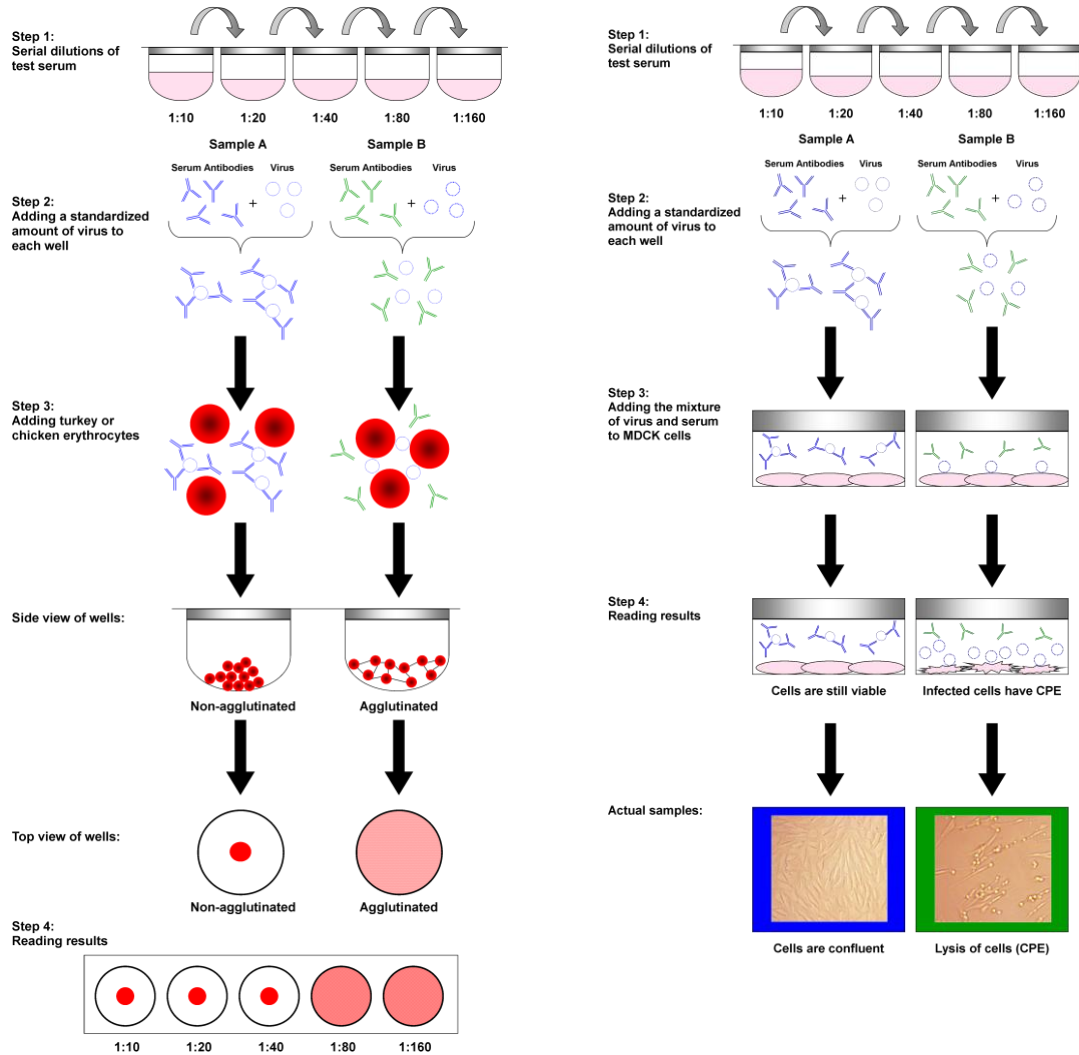 Step 1:
Serial dilutions of
test serum
1:10 1:20 1:40 1:80 1:160
Sample A Sample B
Serum Antibodies Virus Serum Antibodies Virus
+ +
Step 2:
Adding a standardized
amount of virus to
each well
Step 3:
Adding turkey or
chicken erythrocytes
Side view of wells:
Non-agglutinated Agglutinated
Top view of wells:
Non-agglutinated Agglutinated
Step 4:
Reading results
1:10 1:20 1:40 1:80 1:160
Step 1:
Serial dilutions of
test serum
1:10 1:20 1:40 1:80 1:160
Sample A Sample B
Serum Antibodies Virus Serum Antibodies Virus
+ +
Step 2:
Adding a standardized
amount of virus to
each well
Step 3:
Adding the mixture
of virus and serum
to MDCK cells
Step 4:
Reading results
Cells are still viable Infected cells have CPE
Actual samples:
Cells are confluent Lysis of cells (CPE)